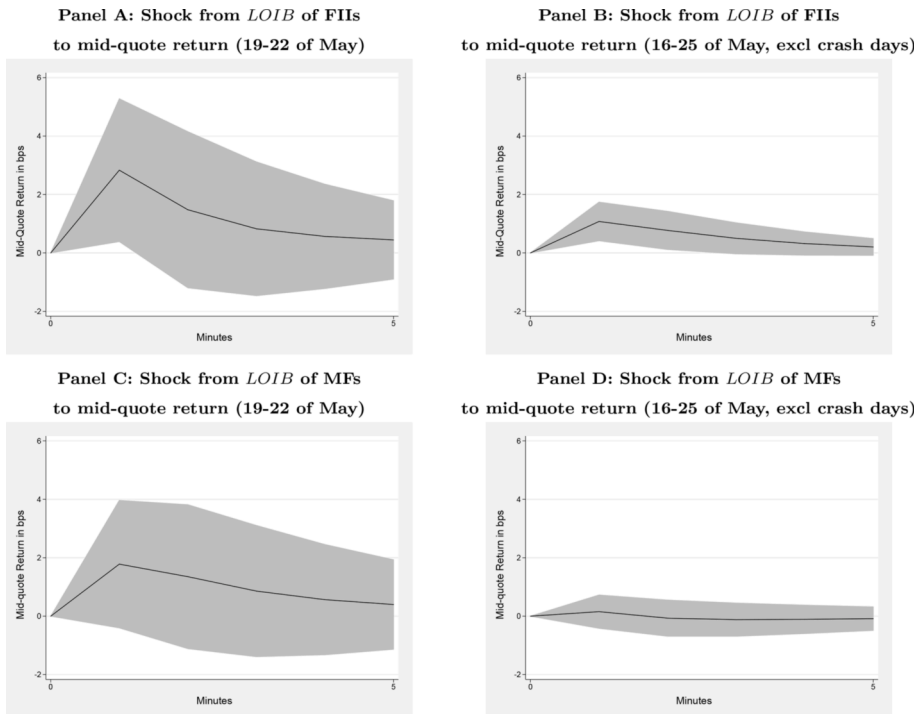 Panel A: Shock from LOIB of FIIs
to mid-quote return (19-22 of May)
6
4
2
0
-2
Mid-Quote Return in bps
0
5
Minutes
Panel B: Shock from LOIB of FIIs
to mid-quote return (16-25 of May, excl crash days)
6
4
2
0
-2
Mid-Quote Return in bps
0
5
Minutes
Panel C: Shock from LOIB of MFs
to mid-quote return (19-22 of May)
6
4
2
0
-2
Mid-quote Return in bps
0
5
Minutes
Panel D: Shock from LOIB of MFs
to mid-quote return (16-25 of May, excl crash days)
6
4
2
0
-2
Mid-quote Return in bps
0
5
Minutes